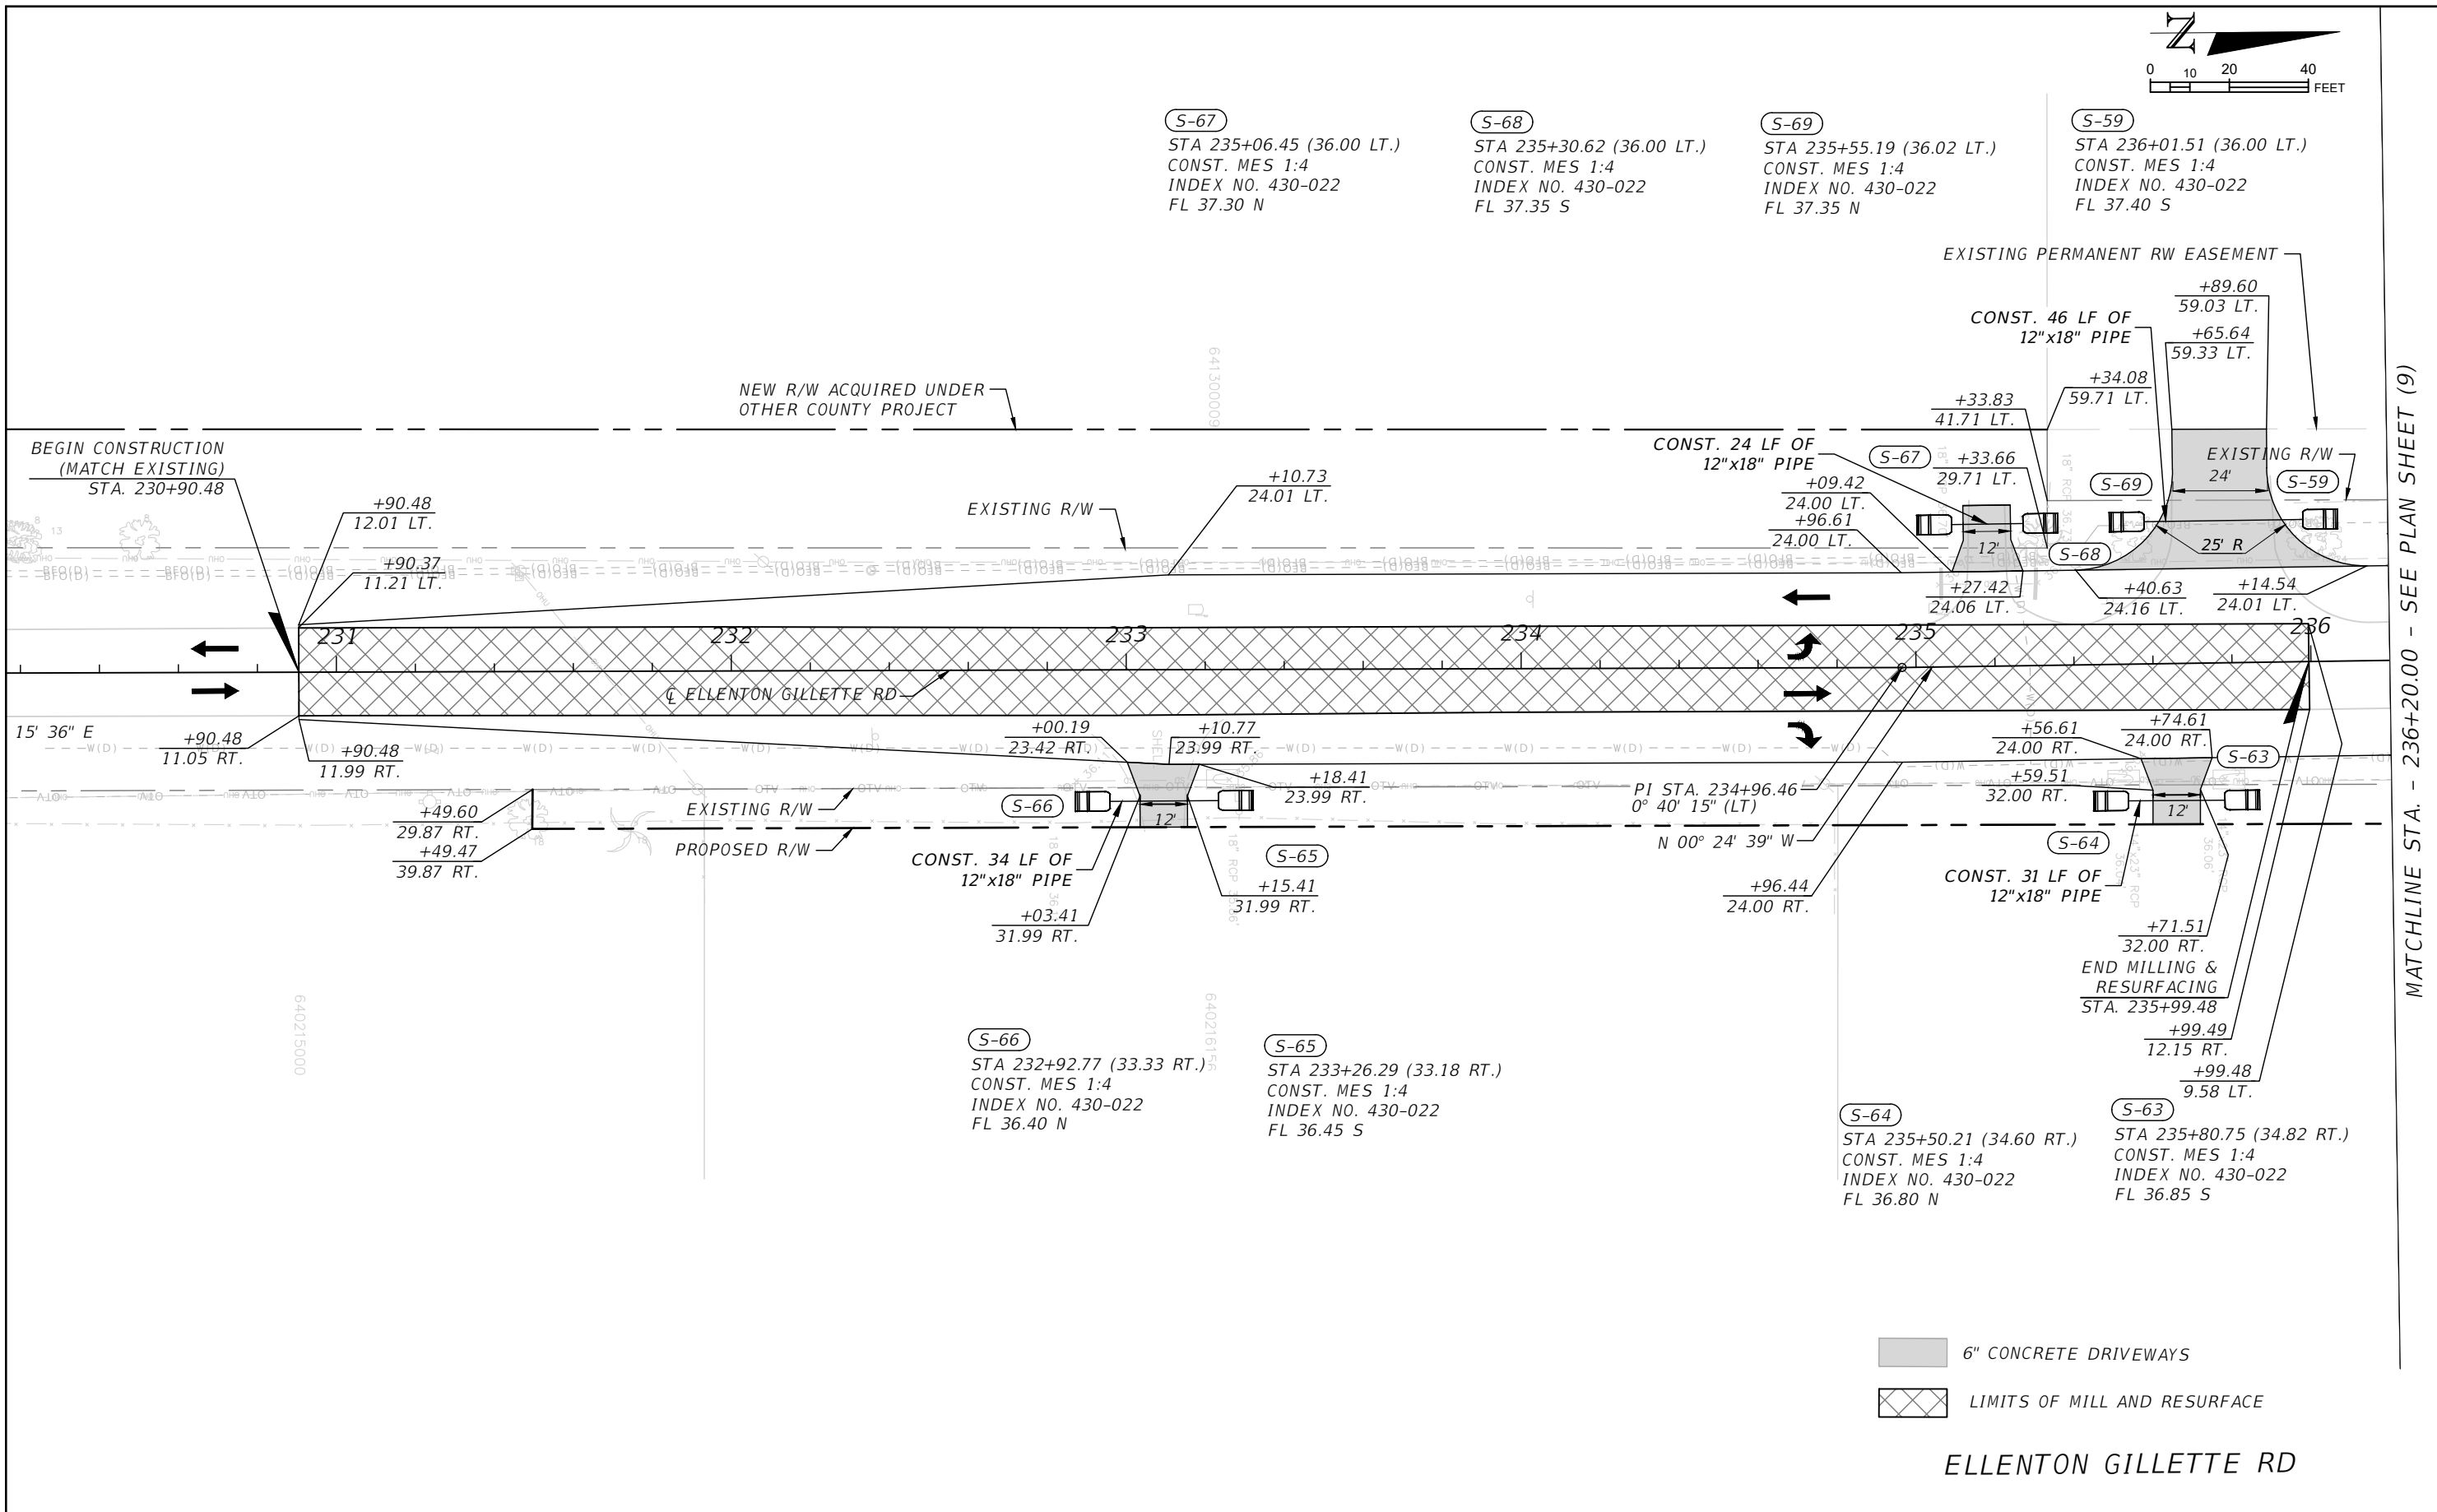 N
0 10 20 40
FEET
S-67
STA 235+06.45 (36.00 LT.)
CONST. MES 1:4
INDEX NO. 430-022
FL 37.30 N
S-68
STA 235+30.62 (36.00 LT.)
CONST. MES 1:4
INDEX NO. 430-022
FL 37.35 S
S-69
STA 235+55.19 (36.02 LT.)
CONST. MES 1:4
INDEX NO. 430-022
FL 37.35 N
S-59
STA 236+01.51 (36.00 LT.)
CONST. MES 1:4
INDEX NO. 430-022
FL 37.40 S
EXISTING PERMANENT RW EASEMENT
+89.60
59.03 LT.
CONST. 46 LF OF
12"x18" PIPE
+65.64
59.33 LT.
+34.08
59.71 LT.
+33.83
41.71 LT.
NEW R/W ACQUIRED UNDER
OTHER COUNTY PROJECT
6413000009
BEGIN CONSTRUCTION
(MATCH EXISTING)
STA. 230+90.48
CONST. 24 LF OF
12"x18" PIPE
S-67
+33.66
29.71 LT.
EXISTING R/W
24'
S-69
S-59
+10.73
24.01 LT.
+09.42
24.00 LT.
+96.61
24.00 LT.
EXISTING R/W
+90.48
12.01 LT.
+90.37
11.21 LT.
12'
S-68
25' R
+27.42
24.06 LT.
+40.63
24.16 LT.
+14.54
24.01 LT.
BFO(D)
OHU
231
232
233
234
235
236
℄ ELLENTON GILLETTE RD
15' 36" E
+90.48
11.05 RT.
+90.48
11.99 RT.
W(D)
OTV
+00.19
23.42 RT.
+10.77
23.99 RT.
+18.41
23.99 RT.
PI STA. 234+96.46
0° 40' 15" (LT)
N 00° 24' 39" W
+56.61
24.00 RT.
+74.61
24.00 RT.
S-63
+59.51
32.00 RT.
+49.60
29.87 RT.
+49.47
39.87 RT.
EXISTING R/W
PROPOSED R/W
S-66
12'
CONST. 34 LF OF
12"x18" PIPE
S-65
+15.41
31.99 RT.
+03.41
31.99 RT.
+96.44
24.00 RT.
12'
S-64
CONST. 31 LF OF
12"x18" PIPE
+71.51
32.00 RT.
END MILLING &
RESURFACING
STA. 235+99.48
+99.49
12.15 RT.
+99.48
9.58 LT.
640215000
640216156
S-66
STA 232+92.77 (33.33 RT.)
CONST. MES 1:4
INDEX NO. 430-022
FL 36.40 N
S-65
STA 233+26.29 (33.18 RT.)
CONST. MES 1:4
INDEX NO. 430-022
FL 36.45 S
S-64
STA 235+50.21 (34.60 RT.)
CONST. MES 1:4
INDEX NO. 430-022
FL 36.80 N
S-63
STA 235+80.75 (34.82 RT.)
CONST. MES 1:4
INDEX NO. 430-022
FL 36.85 S
MATCHLINE STA. - 236+20.00 - SEE PLAN SHEET (9)
6" CONCRETE DRIVEWAYS
LIMITS OF MILL AND RESURFACE
ELLENTON GILLETTE RD